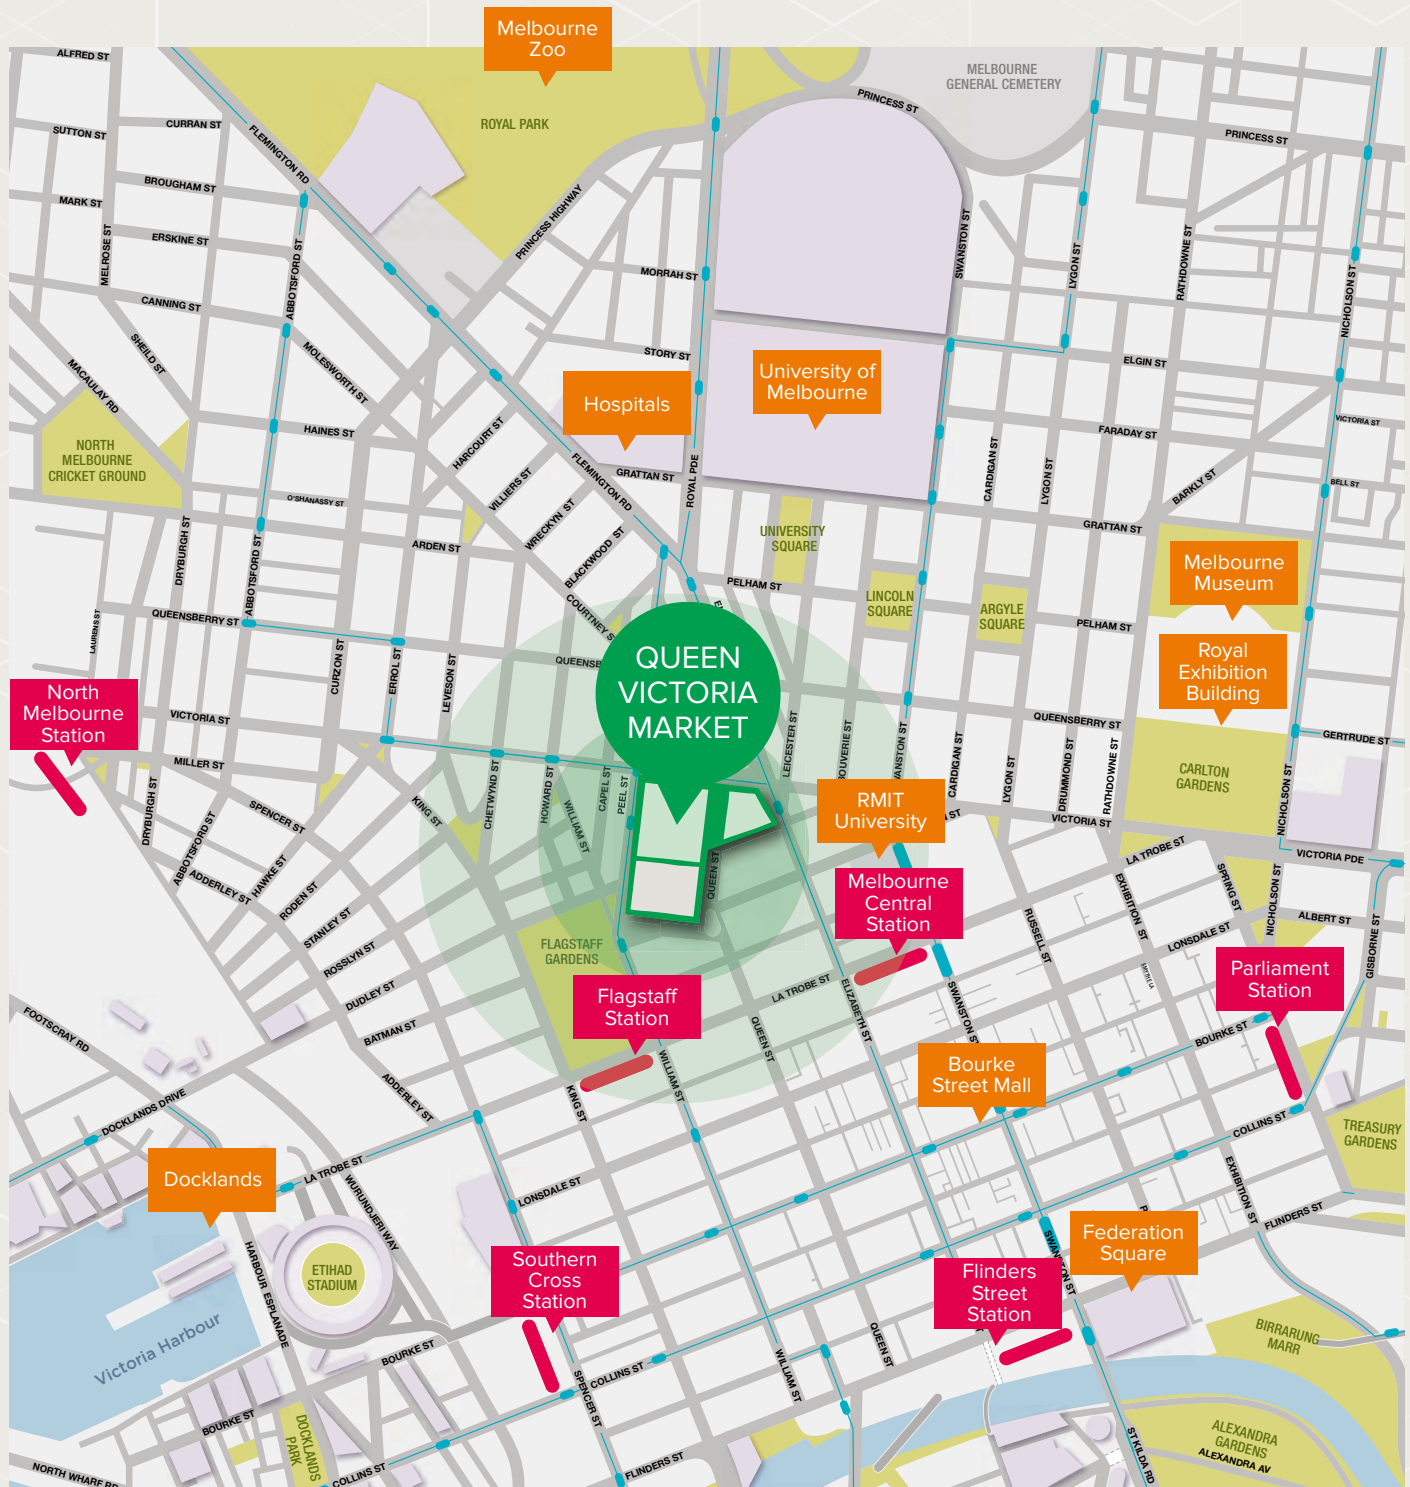 Melbourne
Zoo
ALFRED ST
MELBOURNE
GENERAL CEMETERY
PRINCESS ST
ROYAL PARK
CURRAN ST
SUTTON ST
FLEMINGTON RD
PRINCESS ST
BROUGHAM ST
MARK ST
PRINCESS HIGHWAY
ERSKINE ST
MELROSE ST
ABBOTSFORD ST
SWANSTON ST
LYGON ST
RATHDOWNE ST
NICHOLSON ST
MORRAH ST
CANNING ST
SHEILD ST
MOLESWORTH ST
MACAULAY RD
STORY ST
ELGIN ST
University of
Melbourne
Hospitals
HAINES ST
HARCOURT ST
FLEMINGTON RD
GRATTAN ST
ROYAL PDE
FARADAY ST
VICTORIA ST
CARDIGAN ST
LYGON ST
BARKLY ST
BELL ST
NORTH
MELBOURNE
CRICKET GROUND
O'SHANASSY ST
VILLIERS ST
WRECKYN ST
BLACKWOOD ST
GRATTAN ST
UNIVERSITY
SQUARE
ARDEN ST
DRYBURGH ST
ABBOTSFORD ST
PELHAM ST
Melbourne
Museum
LINCOLN
SQUARE
ARGYLE
SQUARE
COURTNEY S
QUEENSBERRY ST
LAURENS ST
PELHAM ST
Royal
Exhibition
Building
QUEENSB
QUEEN
VICTORIA
MARKET
CURZON ST
ERROL ST
LEVESON ST
North
Melbourne
Station
VICTORIA ST
QUEENSBERRY ST
GERTRUDE ST
MILLER ST
LEICESTER ST
BOUVERIE ST
WANSTON ST
CARDIGAN ST
LYGON ST
DRUMMOND ST
RATHDOWNE ST
CARLTON
GARDENS
NICHOLSON ST
DRYBURGH ST
ABBOTSFORD ST
SPENCER ST
KING ST
CHETWYND ST
HOWARD ST
WILLIAM ST
CAPEL ST
PEEL ST
RMIT
University
ST
VICTORIA ST
LA TROBE ST
VICTORIA PDE
ADDERLEY ST
HAWKE ST
RODEN ST
STANLEY ST
ROSSLYN ST
QUEEN ST
Melbourne
Central
Station
EXHIBITION ST
SPRING ST
NICHOLSON ST
ALBERT ST
GISBORNE ST
RUSSELL ST
LONSDALE ST
FLAGSTAFF
GARDENS
DUDLEY ST
Flagstaff
Station
LA TROBE ST
ELIZABETH ST
SWANSTON S
Parliament
Station
FOOTSCRAY RD
BATMAN ST
QUEEN ST
BOURKE ST
ADDERLEY ST
KING ST
WILLIAM ST
Bourke
Street Mall
DOCKLANDS DRIVE
COLLINS ST
TREASURY
GARDENS
Docklands
LA TROBE ST
WURUNDJERI WAY
LONSDALE ST
EXHIBITION ST
FLINDERS ST
HARBOUR ESPLANADE
ETIHAD
STADIUM
Southern
Cross
Station
SWANSTON ST
Federation
Square
Flinders
Street
Station
Victoria Harbour
BOURKE ST
BIRRARUNG
MARR
QUEEN ST
COLLINS ST
SPENCER ST
WILLIAM ST
BOURKE ST
DOCKLANDS
PARK
ALEXANDRA
GARDENS
ALEXANDRA AV
ST KILDA RD
NORTH WHARF RD
COLLINS ST
FLINDERS ST